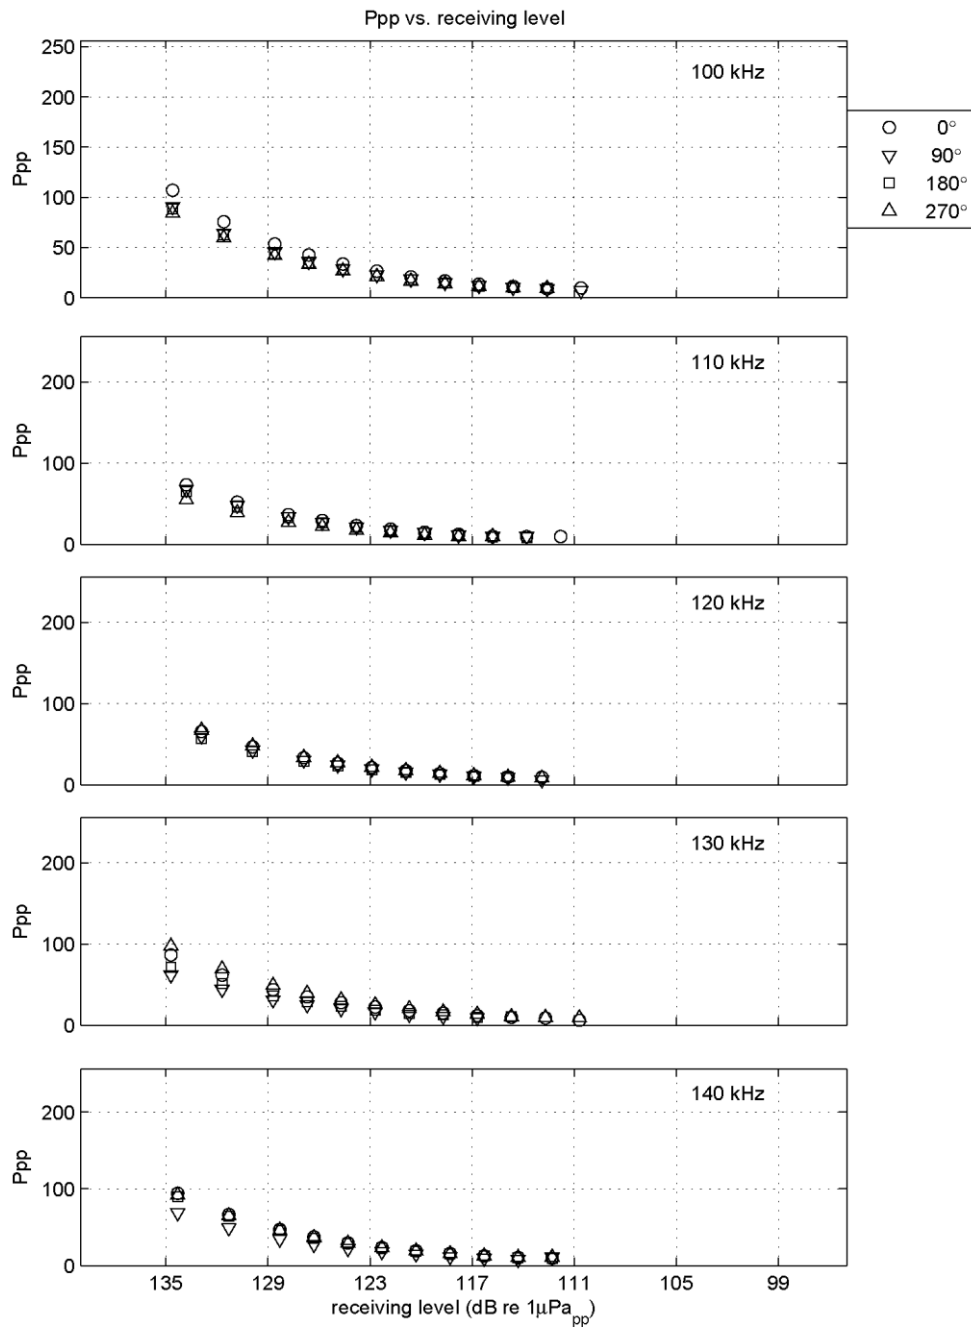 Ppp vs. receiving level
250
200
150
100
50
0
Ppp
100 kHz
0°
90°
180°
270°
200
100
0
Ppp
110 kHz
200
100
0
Ppp
120 kHz
200
100
0
Ppp
130 kHz
200
100
0
Ppp
140 kHz
135 129 123 117 111 105 99
receiving level (dB re 1μPapp)